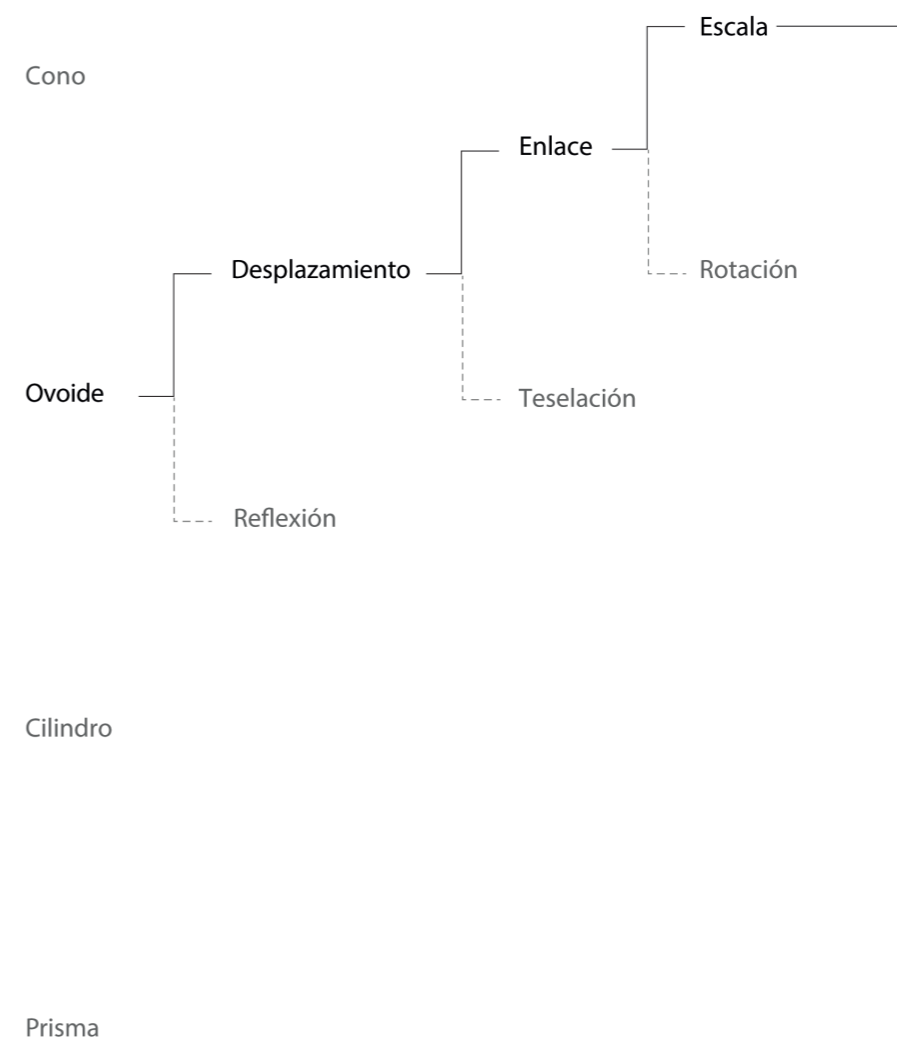 Escala
Cono
Enlace
Desplazamiento
Rotación
Ovoide
Teselación
Reflexión
Cilindro
Prisma